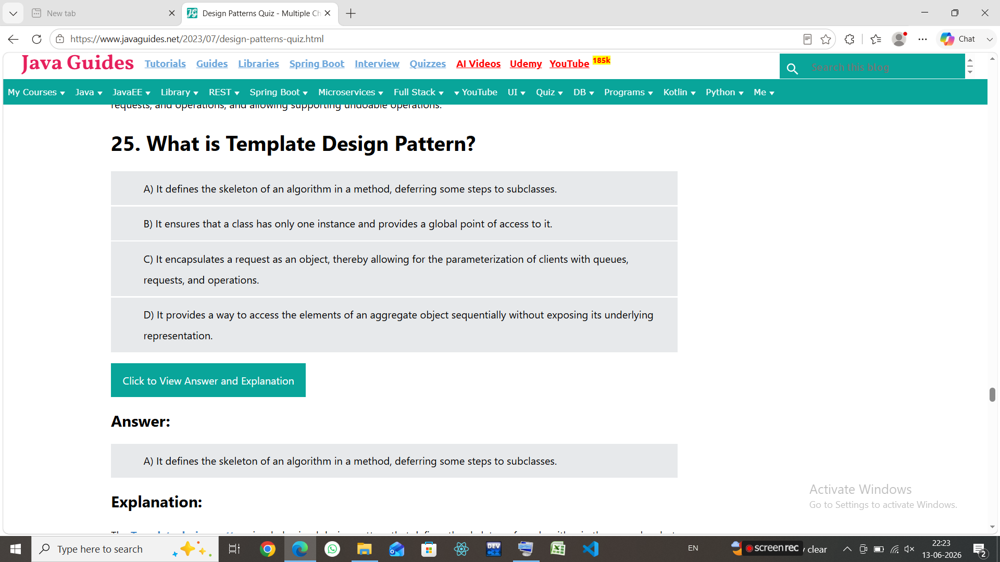 New tab
Design Patterns Quiz - Multiple Ch
https://www.javaguides.net/2023/07/design-patterns-quiz.html
Chat
Java Guides
Tutorials Guides Libraries Spring Boot Interview Quizzes AI Videos Udemy YouTube 185k
Search this blog
My Courses Java JavaEE Library REST Spring Boot Microservices Full Stack YouTube UI Quiz DB Programs Kotlin Python Me
requests, and operations, and allowing supporting undoable operations.
25. What is Template Design Pattern?
A) It defines the skeleton of an algorithm in a method, deferring some steps to subclasses.
B) It ensures that a class has only one instance and provides a global point of access to it.
C) It encapsulates a request as an object, thereby allowing for the parameterization of clients with queues,
requests, and operations.
D) It provides a way to access the elements of an aggregate object sequentially without exposing its underlying
representation.
Click to View Answer and Explanation
Answer:
A) It defines the skeleton of an algorithm in a method, deferring some steps to subclasses.
Explanation:
Activate Windows
Go to Settings to activate Windows.
Type here to search
DEV
C++
EN
screen rec
clear
22:23
13-06-2026
2